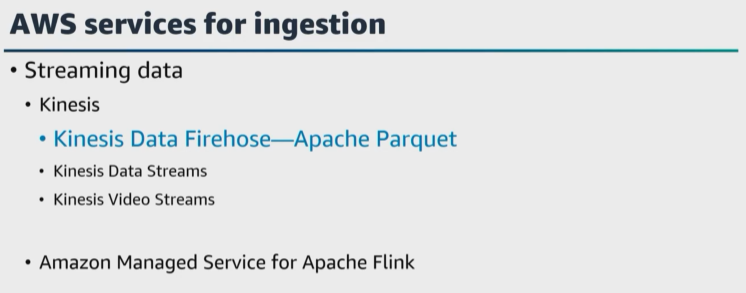 AWS services for ingestion
• Streaming data
• Kinesis
• Kinesis Data Firehose—Apache Parquet
• Kinesis Data Streams
• Kinesis Video Streams
• Amazon Managed Service for Apache Flink